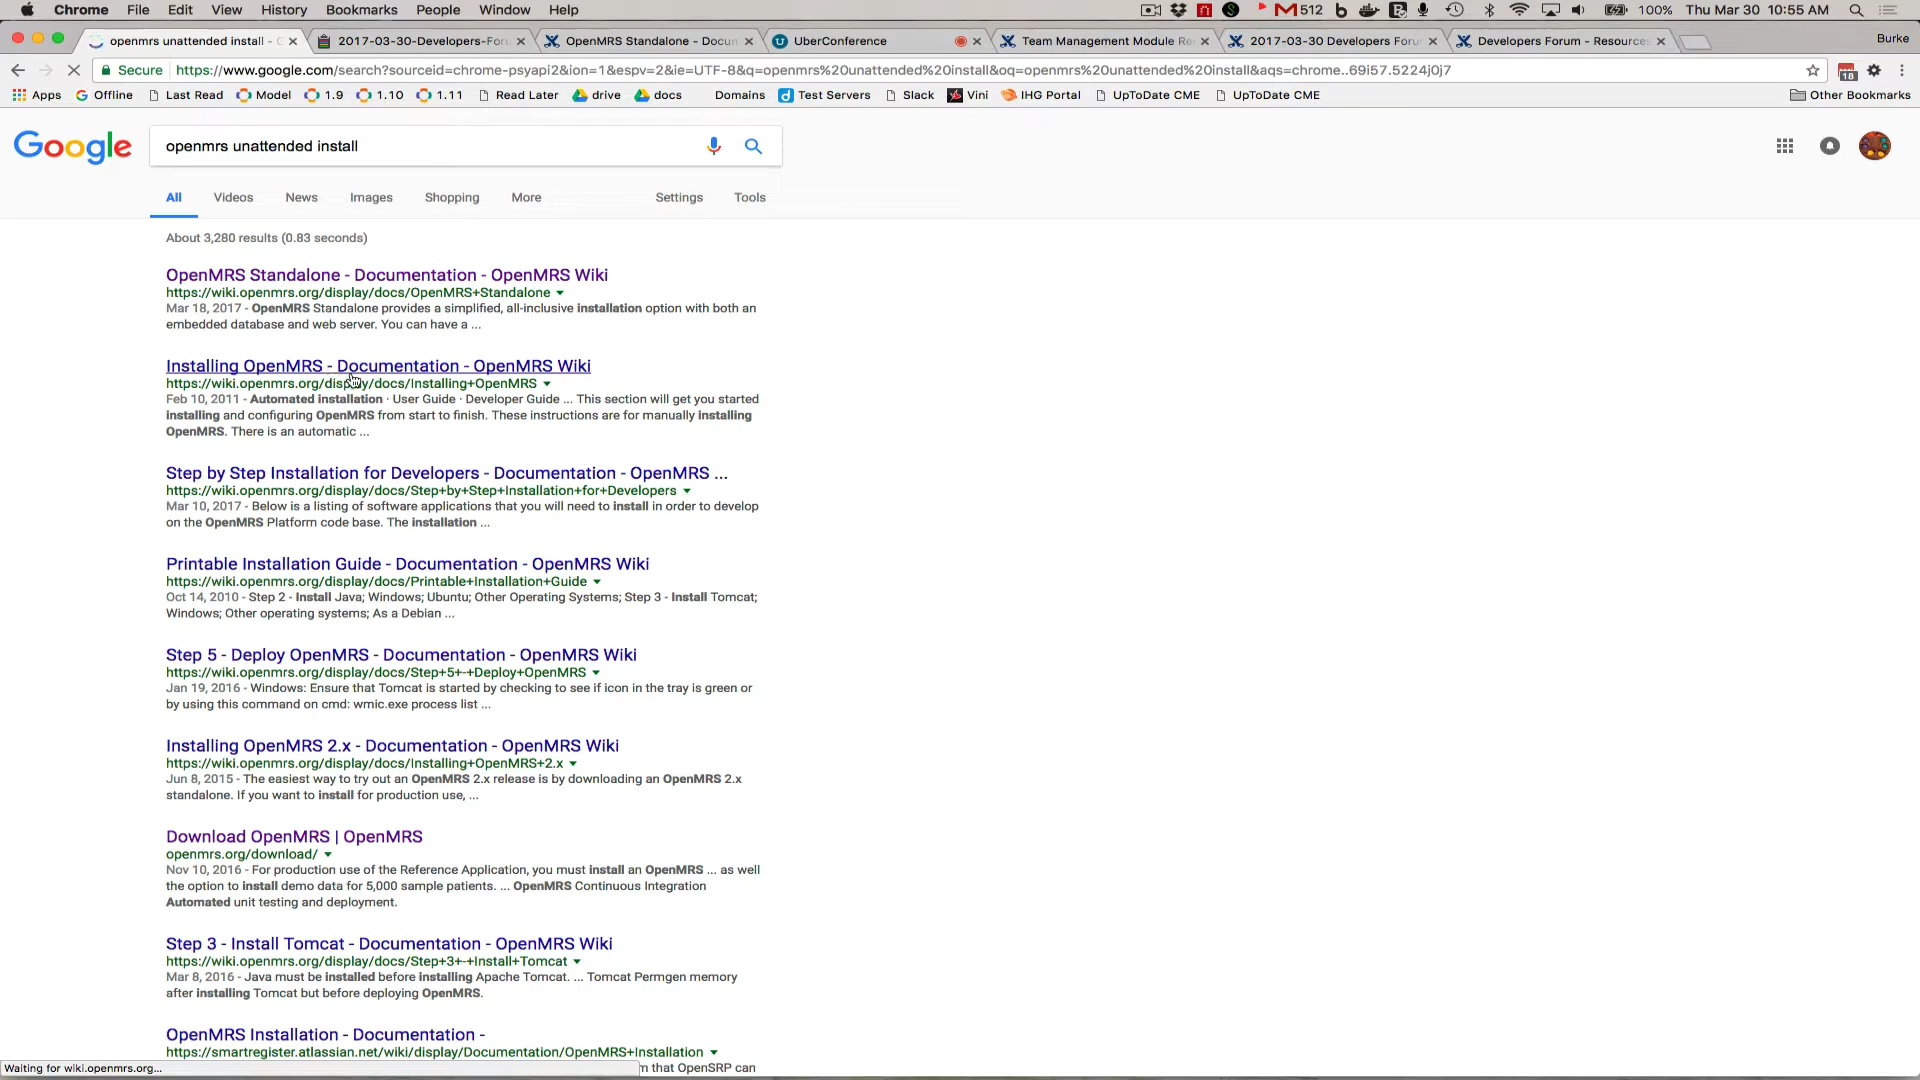 Chrome File Edit View History Bookmarks People Window Help 512 100% Thu Mar 30 10:55 AM
openmrs unattended install - G 2017-03-30-Developers-Foru OpenMRS Standalone - Docum UberConference Team Management Module Re 2017-03-30 Developers Foru Developers Forum - Resources Burke
Secure https://www.google.com/search?sourceid=chrome-psyapi2&ion=1&espv=2&ie=UTF-8&q=openmrs%20unattended%20install&oq=openmrs%20unattended%20install&aqs=chrome..69i57.5224j0j7 18
Apps Offline Last Read Model 1.9 1.10 1.11 Read Later drive docs Domains Test Servers Slack Vini IHG Portal UpToDate CME UpToDate CME Other Bookmarks
Google openmrs unattended install
All Videos News Images Shopping More Settings Tools
About 3,280 results (0.83 seconds)
OpenMRS Standalone - Documentation - OpenMRS Wiki
https://wiki.openmrs.org/display/docs/OpenMRS+Standalone
Mar 18, 2017 - OpenMRS Standalone provides a simplified, all-inclusive installation option with both an
embedded database and web server. You can have a ...
Installing OpenMRS - Documentation - OpenMRS Wiki
https://wiki.openmrs.org/display/docs/Installing+OpenMRS
Feb 10, 2011 - Automated installation · User Guide · Developer Guide ... This section will get you started
installing and configuring OpenMRS from start to finish. These instructions are for manually installing
OpenMRS. There is an automatic ...
Step by Step Installation for Developers - Documentation - OpenMRS ...
https://wiki.openmrs.org/display/docs/Step+by+Step+Installation+for+Developers
Mar 10, 2017 - Below is a listing of software applications that you will need to install in order to develop
on the OpenMRS Platform code base. The installation ...
Printable Installation Guide - Documentation - OpenMRS Wiki
https://wiki.openmrs.org/display/docs/Printable+Installation+Guide
Oct 14, 2010 - Step 2 - Install Java; Windows; Ubuntu; Other Operating Systems; Step 3 - Install Tomcat;
Windows; Other operating systems; As a Debian ...
Step 5 - Deploy OpenMRS - Documentation - OpenMRS Wiki
https://wiki.openmrs.org/display/docs/Step+5+-+Deploy+OpenMRS
Jan 19, 2016 - Windows: Ensure that Tomcat is started by checking to see if icon in the tray is green or
by using this command on cmd: wmic.exe process list ...
Installing OpenMRS 2.x - Documentation - OpenMRS Wiki
https://wiki.openmrs.org/display/docs/Installing+OpenMRS+2.x
Jun 8, 2015 - The easiest way to try out an OpenMRS 2.x release is by downloading an OpenMRS 2.x
standalone. If you want to install for production use, ...
Download OpenMRS | OpenMRS
openmrs.org/download/
Nov 10, 2016 - For production use of the Reference Application, you must install an OpenMRS ... as well
the option to install demo data for 5,000 sample patients. ... OpenMRS Continuous Integration
Automated unit testing and deployment.
Step 3 - Install Tomcat - Documentation - OpenMRS Wiki
https://wiki.openmrs.org/display/docs/Step+3+-+Install+Tomcat
Mar 8, 2016 - Java must be installed before installing Apache Tomcat. ... Tomcat Permgen memory
after installing Tomcat but before deploying OpenMRS.
OpenMRS Installation - Documentation -
https://smartregister.atlassian.net/wiki/display/Documentation/OpenMRS+Installation
Waiting for wiki.openmrs.org... that OpenSRP can